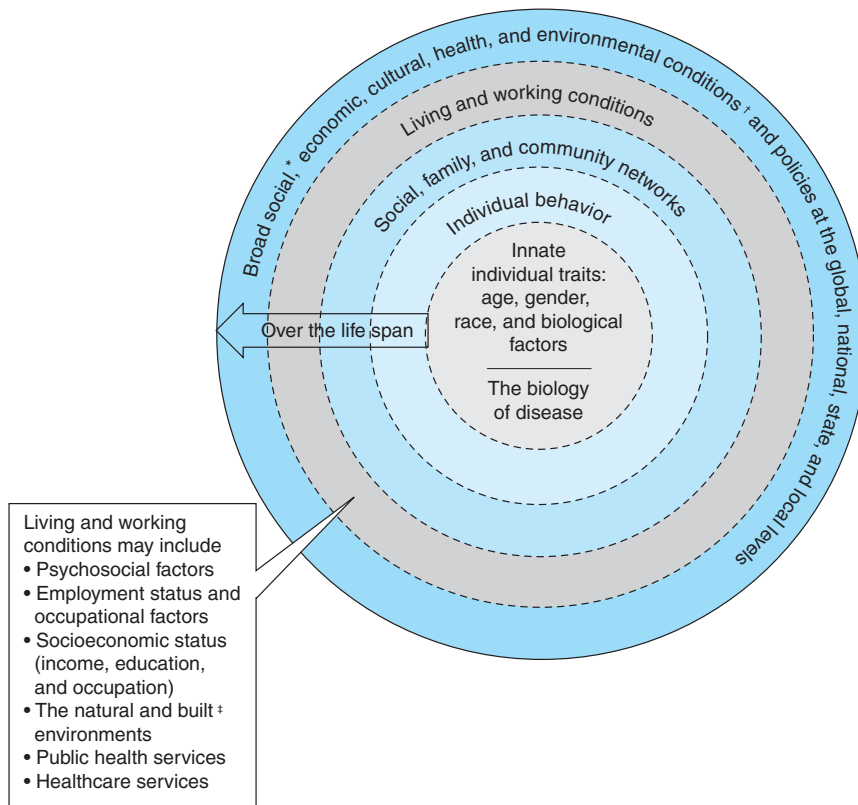 Broad social,* economic, cultural, health, and environmental conditions† and policies at the global, national, state, and local levels
Living and working conditions
Social, family, and community networks
Individual behavior
Innate
individual traits:
age, gender,
race, and biological
factors
The biology
of disease
Over the life span
Living and working
conditions may include
• Psychosocial factors
• Employment status and
occupational factors
• Socioeconomic status
(income, education,
and occupation)
• The natural and built ‡
environments
• Public health services
• Healthcare services